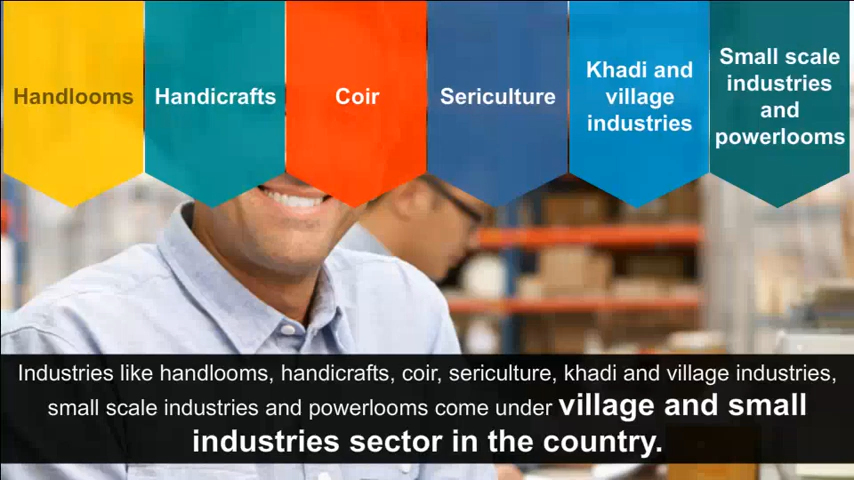 Handlooms
Handicrafts
Coir
Sericulture
Khadi and
village
industries
Small scale
industries
and
powerlooms
Industries like handlooms, handicrafts, coir, sericulture, khadi and village industries,
small scale industries and powerlooms come under village and small
industries sector in the country.